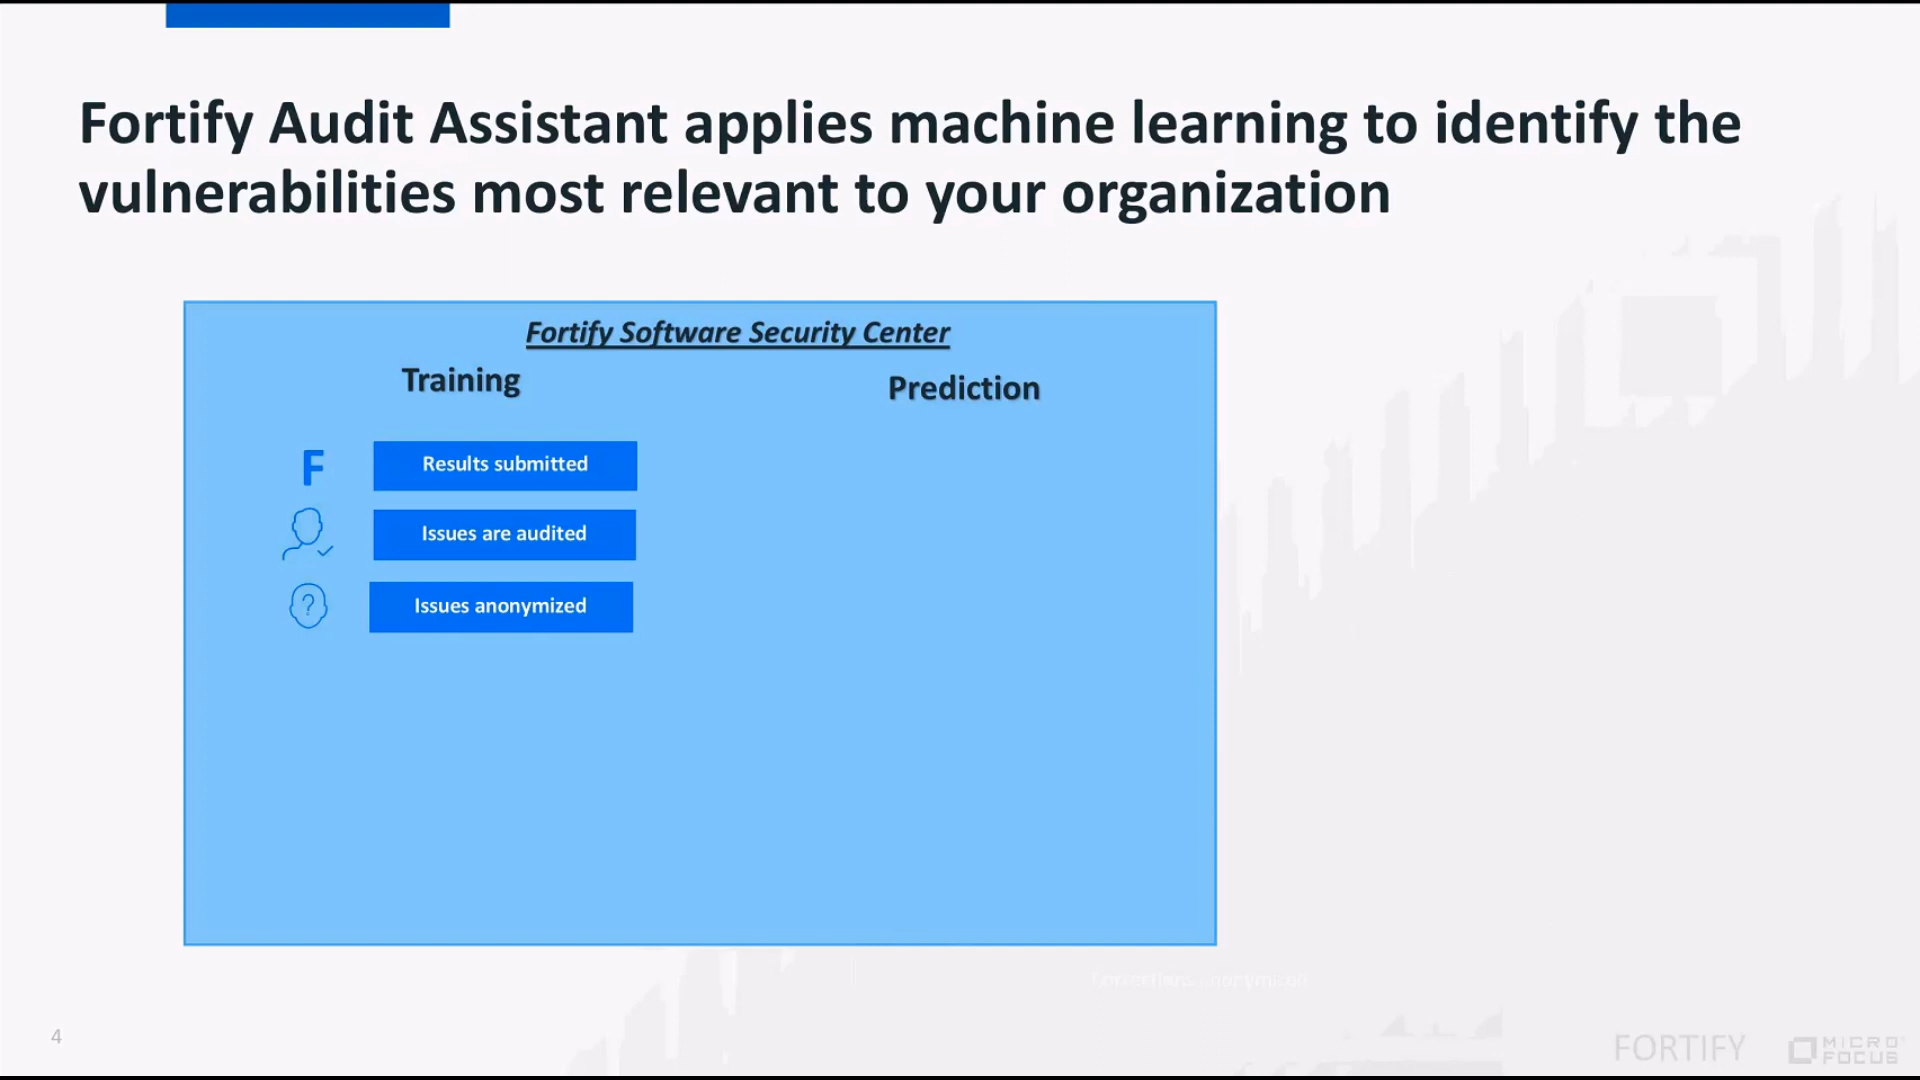 Fortify Audit Assistant applies machine learning to identify the
vulnerabilities most relevant to your organization
Fortify Software Security Center
Training
Prediction
F
Results submitted
Issues are audited
?
Issues anonymized
4
FORTIFY
MICRO
FOCUS